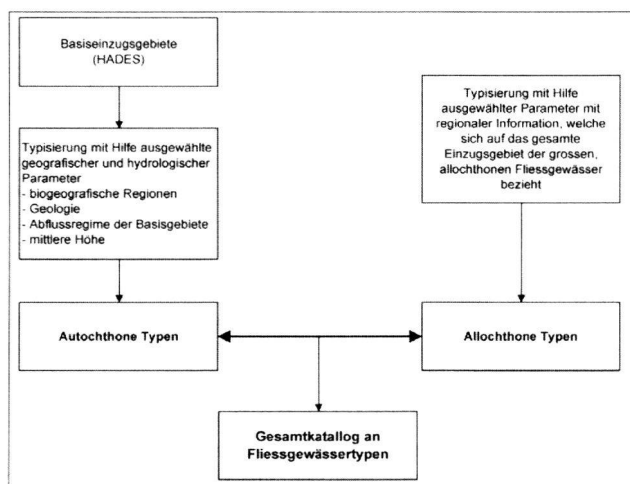 Basiseinzugsgebiete
(HADES)
Typisierung mit Hilfe ausgewählte
geografischer und hydrologischer
Parameter
- biogeografische Regionen
- Geologie
- Abflussregime der Basisgebiete
- mittlere Höhe
Typisierung mit Hilfe
ausgewählter Parameter mit
regionaler Information, welche
sich auf das gesamte
Einzugsgebiet der grossen,
allochthonen Fliessgewässer
bezieht
Autochthone Typen
Allochthone Typen
Gesamtkatallog an
Fliessgewässertypen